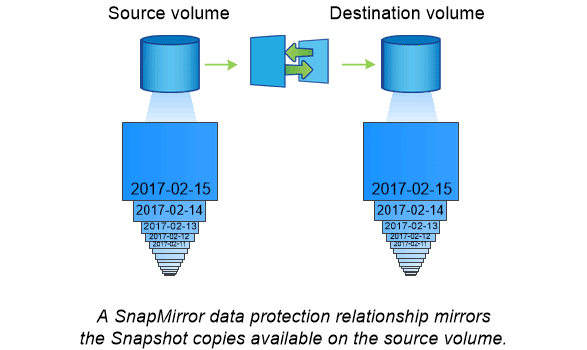 Source volume
Destination volume
2017-02-15
2017-02-14
2017-02-13
2017-02-12
2017-02-11
2017-02-15
2017-02-14
2017-02-13
2017-02-12
2017-02-11
A SnapMirror data protection relationship mirrors
the Snapshot copies available on the source volume.